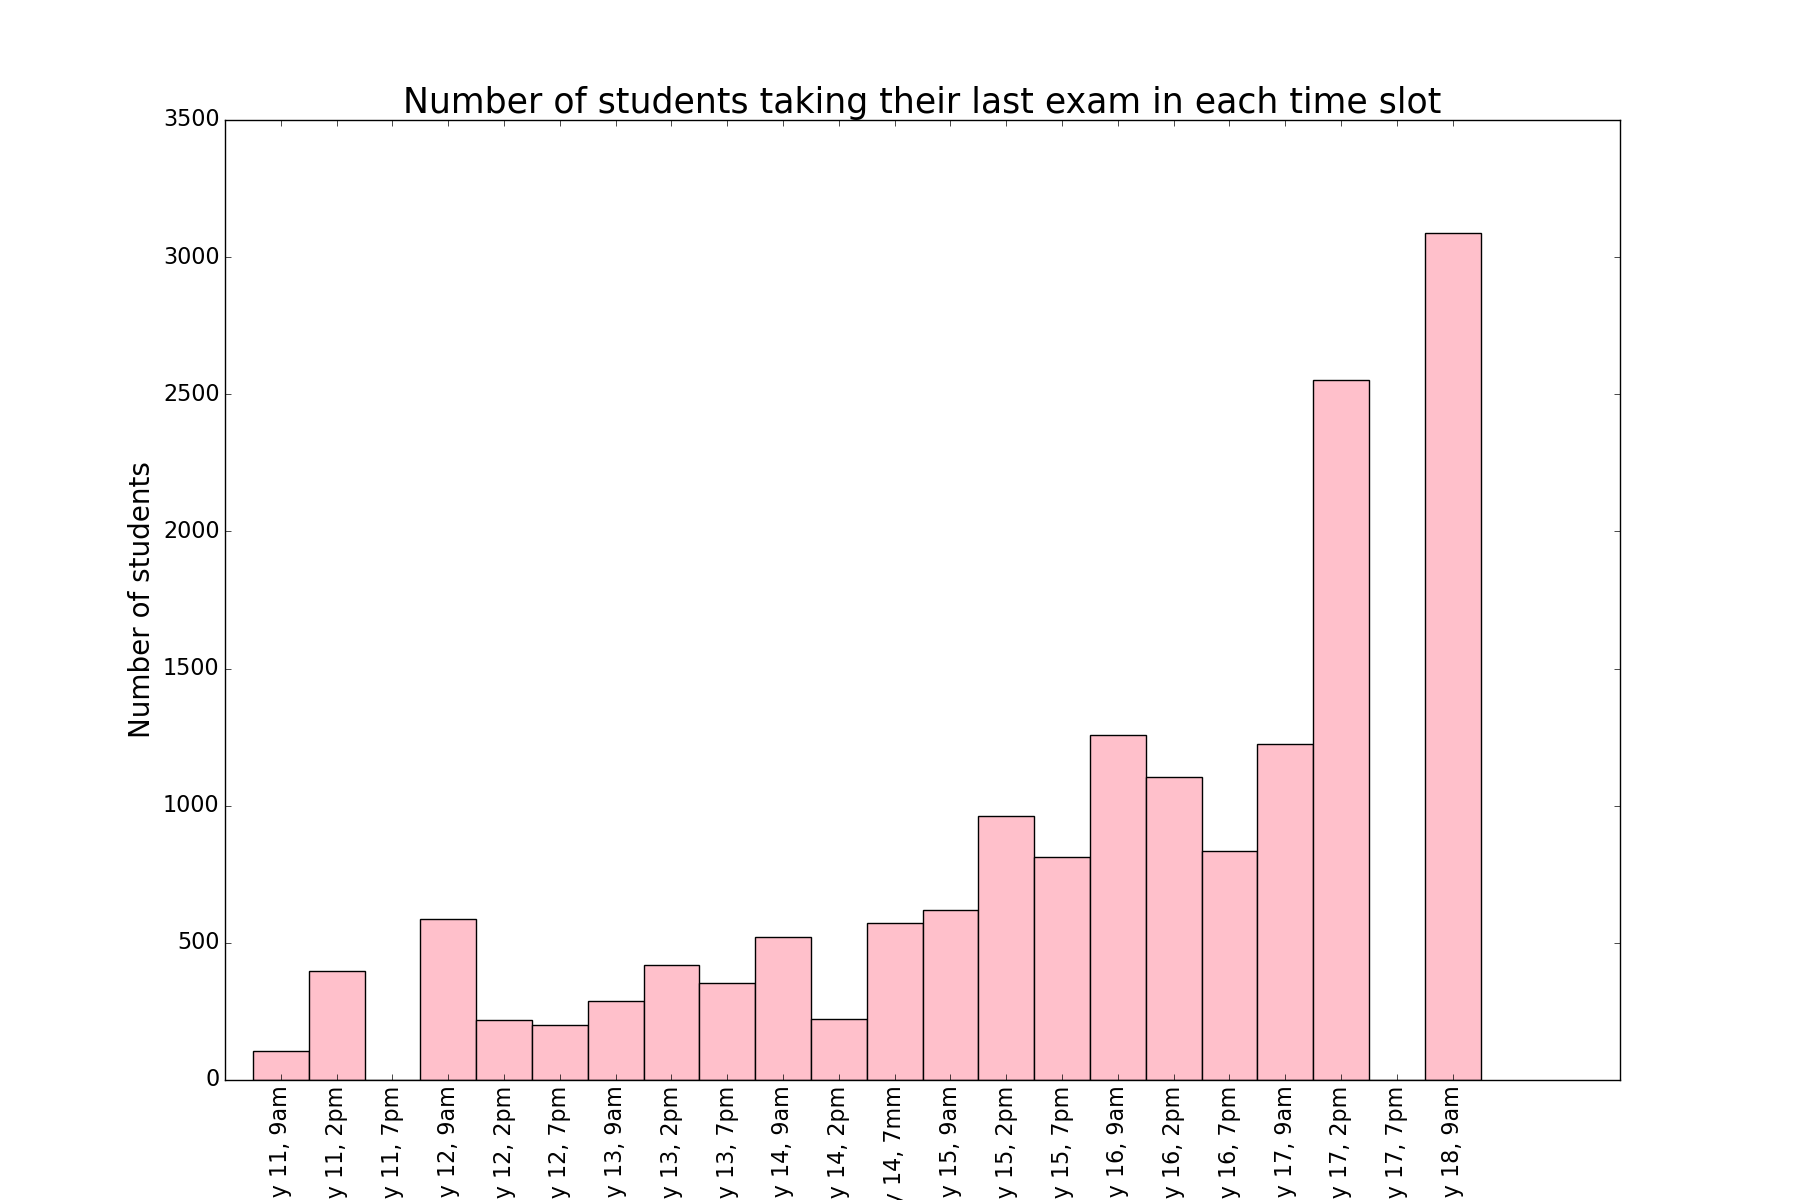 Number of students taking their last exam in each time slot
Number of students
3500
3000
2500
2000
1500
1000
500
0
y 11, 9am
y 11, 2pm
y 11, 7pm
y 12, 9am
y 12, 2pm
y 12, 7pm
y 13, 9am
y 13, 2pm
y 13, 7pm
y 14, 9am
y 14, 2pm
y 14, 7mm
y 15, 9am
y 15, 2pm
y 15, 7pm
y 16, 9am
y 16, 2pm
y 16, 7pm
y 17, 9am
y 17, 2pm
y 17, 7pm
y 18, 9am